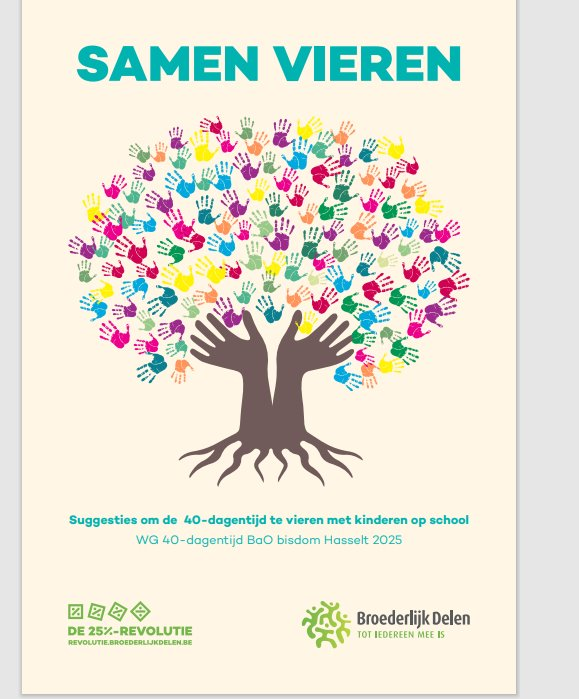 SAMEN VIEREN
Suggesties om de 40-dagentijd te vieren met kinderen op school
WG 40-dagentijd BaO bisdom Hasselt 2025
DE 25%-REVOLUTIE
REVOLUTIE.BROEDERLIJKDELEN.BE
Broederlijk Delen
TOT IEDEREEN MEE IS